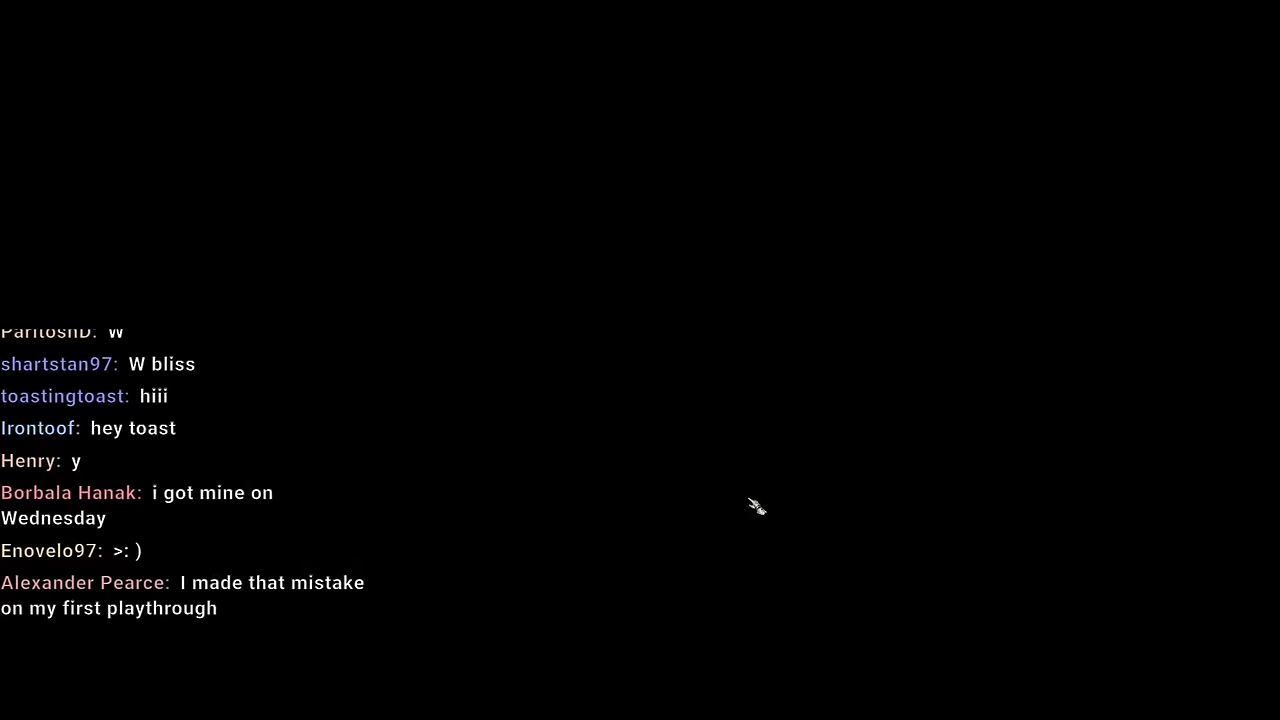 ParitoshD: W
shartstan97: W bliss
toastingtoast: hiii
Irontoof: hey toast
Henry: y
Borbala Hanak: i got mine on
Wednesday
Enovelo97: >: )
Alexander Pearce: I made that mistake
on my first playthrough